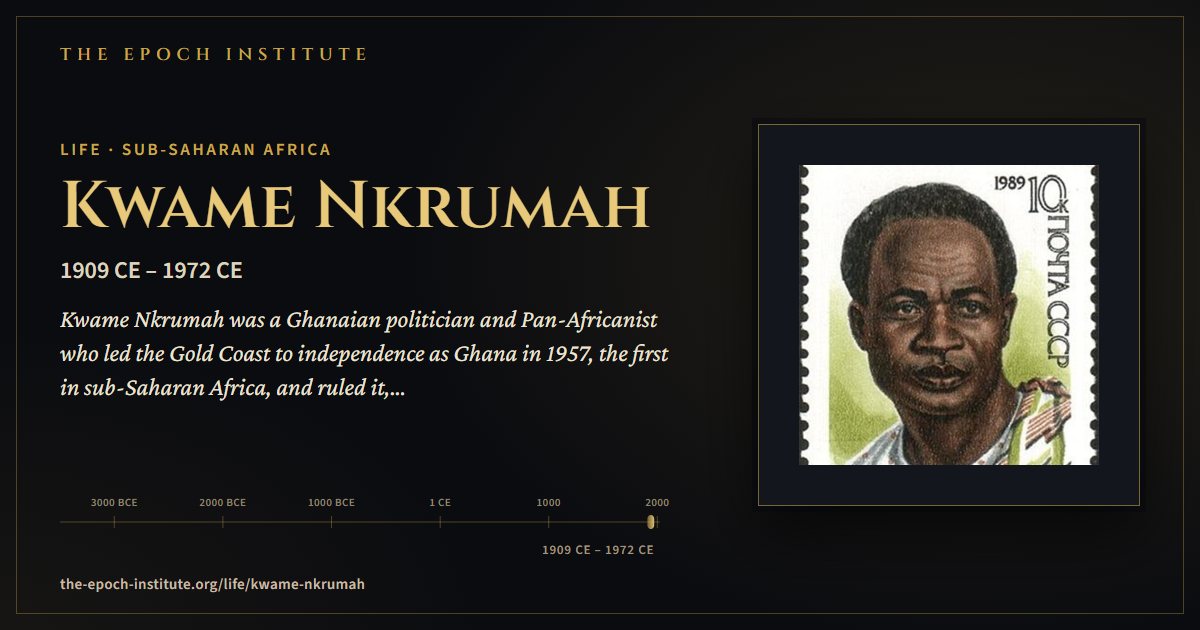 THE EPOCH INSTITUTE
LIFE · SUB-SAHARAN AFRICA
KWAME NKRUMAH
1909 CE – 1972 CE
Kwame Nkrumah was a Ghanaian politician and Pan-Africanist
who led the Gold Coast to independence as Ghana in 1957, the first
in sub-Saharan Africa, and ruled it,...
3000 BCE 2000 BCE 1000 BCE 1 CE 1000 2000
1909 CE – 1972 CE
the-epoch-institute.org/life/kwame-nkrumah
1989 10к
ПОЧТА СССР